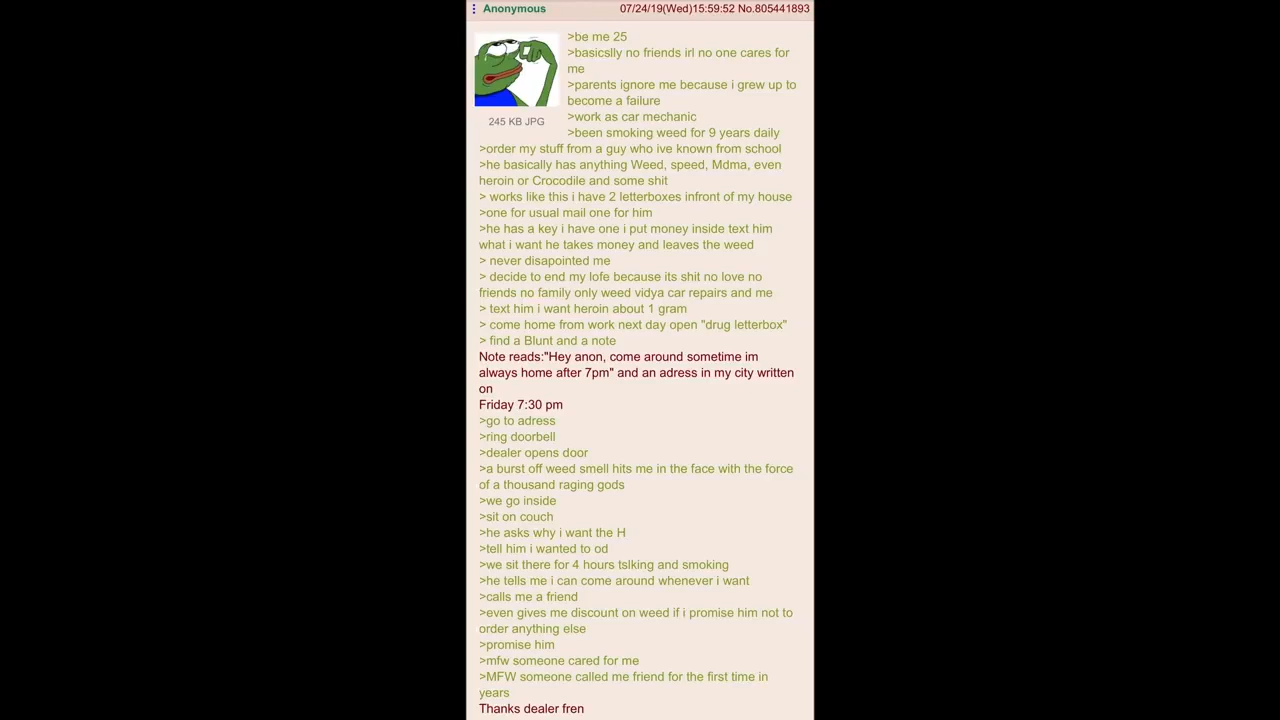 Anonymous 07/24/19(Wed)15:59:52 No.805441893
>be me 25
>basicslly no friends irl no one cares for
me
>parents ignore me because i grew up to
become a failure
>work as car mechanic
245 KB JPG
>been smoking weed for 9 years daily
>order my stuff from a guy who ive known from school
>he basically has anything Weed, speed, Mdma, even
heroin or Crocodile and some shit
> works like this i have 2 letterboxes infront of my house
>one for usual mail one for him
>he has a key i have one i put money inside text him
what i want he takes money and leaves the weed
> never disapointed me
> decide to end my lofe because its shit no love no
friends no family only weed vidya car repairs and me
> text him i want heroin about 1 gram
> come home from work next day open "drug letterbox"
> find a Blunt and a note
Note reads:"Hey anon, come around sometime im
always home after 7pm" and an adress in my city written
on
Friday 7:30 pm
>go to adress
>ring doorbell
>dealer opens door
>a burst off weed smell hits me in the face with the force
of a thousand raging gods
>we go inside
>sit on couch
>he asks why i want the H
>tell him i wanted to od
>we sit there for 4 hours tslking and smoking
>he tells me i can come around whenever i want
>calls me a friend
>even gives me discount on weed if i promise him not to
order anything else
>promise him
>mfw someone cared for me
>MFW someone called me friend for the first time in
years
Thanks dealer fren